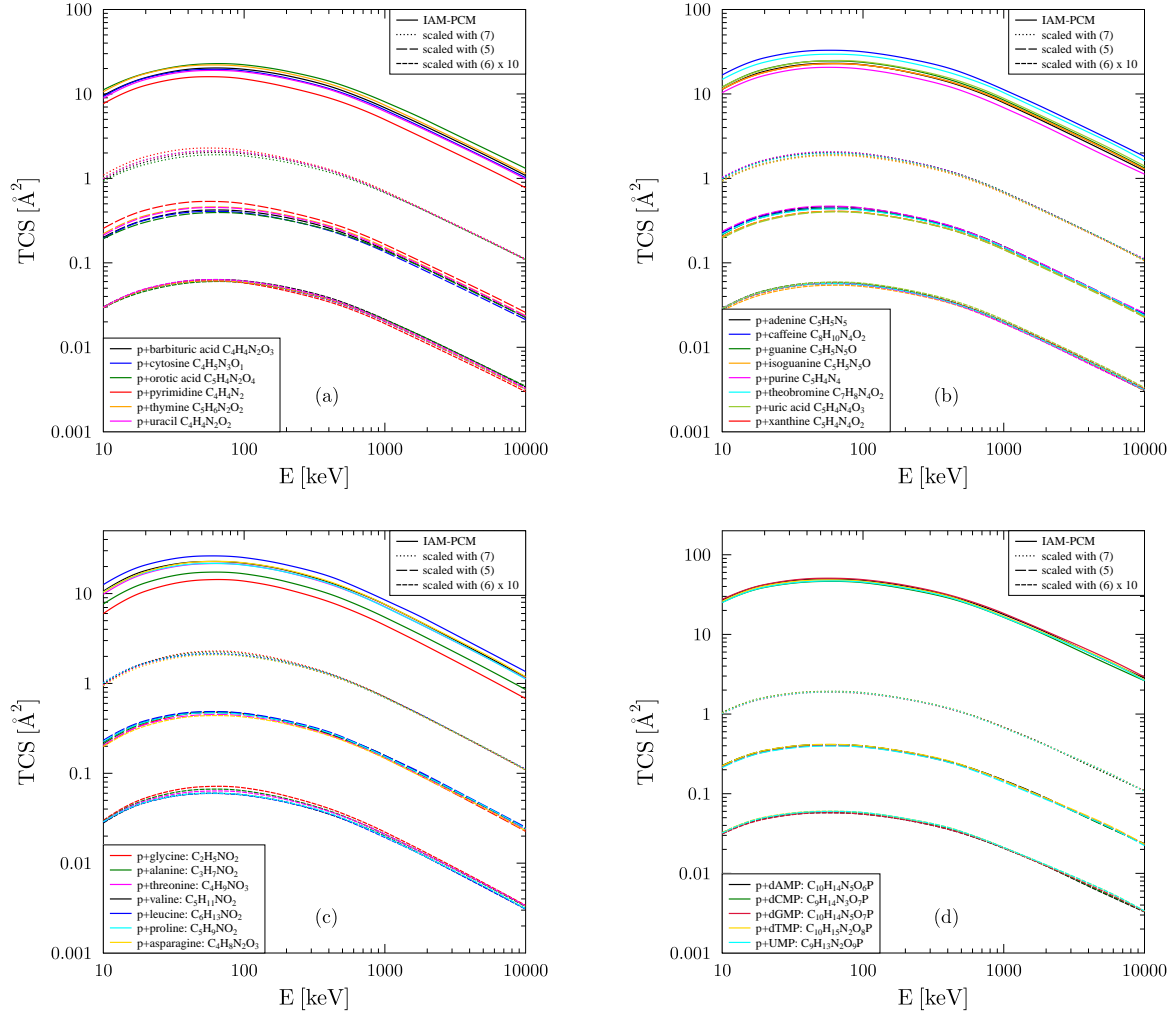 IAM-PCM
scaled with (7)
scaled with (5)
scaled with (6) x 10
10
1
0.1
0.01
0.001
TCS [Å²]
p+barbituric acid C₄H₄N₂O₃
p+cytosine C₄H₅N₃O₁
p+orotic acid C₅H₄N₂O₄
p+pyrimidine C₄H₄N₂
p+thymine C₅H₆N₂O₂
p+uracil C₄H₄N₂O₂
(a)
10 100 1000 10000
E [keV]
IAM-PCM
scaled with (7)
scaled with (5)
scaled with (6) x 10
100
10
1
0.1
0.01
0.001
TCS [Å²]
p+adenine C₅H₅N₅
p+caffeine C₈H₁₀N₄O₂
p+guanine C₅H₅N₅O
p+isoguanine C₅H₅N₅O
p+purine C₅H₄N₄
p+theobromine C₇H₈N₄O₂
p+uric acid C₅H₄N₄O₃
p+xanthine C₅H₄N₄O₂
(b)
10 100 1000 10000
E [keV]
IAM-PCM
scaled with (7)
scaled with (5)
scaled with (6) x 10
10
1
0.1
0.01
0.001
TCS [Å²]
p+glycine: C₂H₅NO₂
p+alanine: C₃H₇NO₂
p+threonine: C₄H₉NO₃
p+valine: C₅H₁₁NO₂
p+leucine: C₆H₁₃NO₂
p+proline: C₅H₉NO₂
p+asparagine: C₄H₈N₂O₃
(c)
10 100 1000 10000
E [keV]
IAM-PCM
scaled with (7)
scaled with (5)
scaled with (6) x 10
100
10
1
0.1
0.01
0.001
TCS [Å²]
p+dAMP: C₁₀H₁₄N₅O₆P
p+dCMP: C₉H₁₄N₃O₇P
p+dGMP: C₁₀H₁₄N₅O₇P
p+dTMP: C₁₀H₁₅N₂O₈P
p+UMP: C₉H₁₃N₂O₉P
(d)
10 100 1000 10000
E [keV]